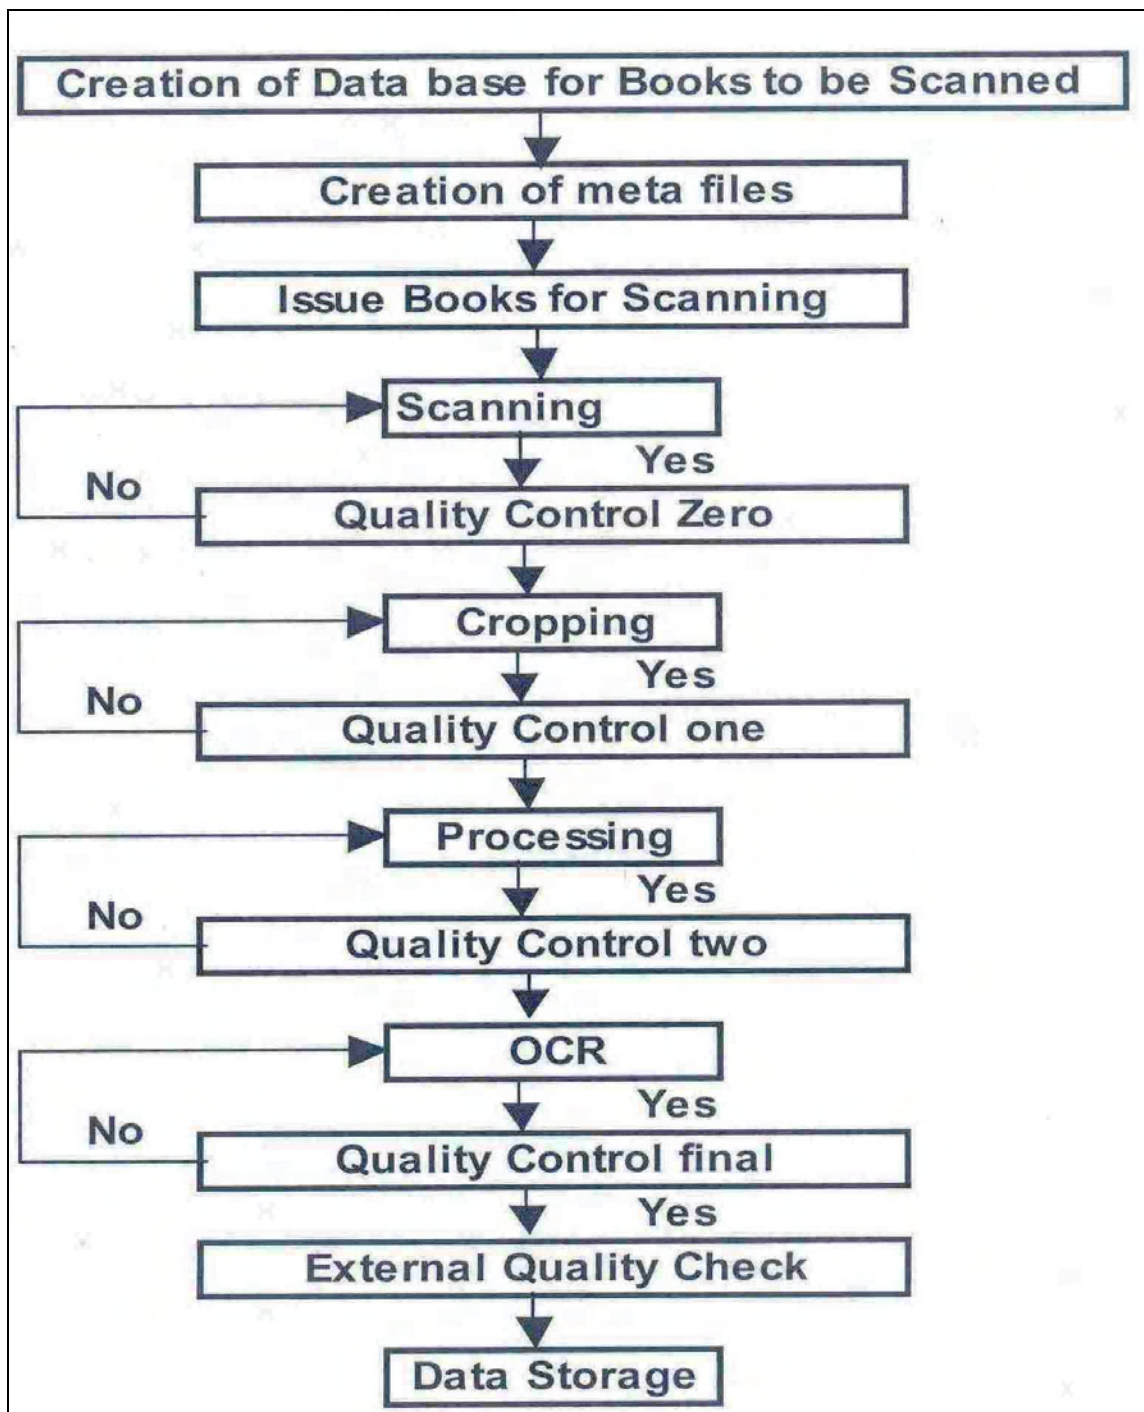 Creation of Data base for Books to be Scanned
Creation of meta files
Issue Books for Scanning
Scanning
Yes
No
Quality Control Zero
Cropping
Yes
No
Quality Control one
Processing
Yes
No
Quality Control two
OCR
Yes
No
Quality Control final
Yes
External Quality Check
Data Storage